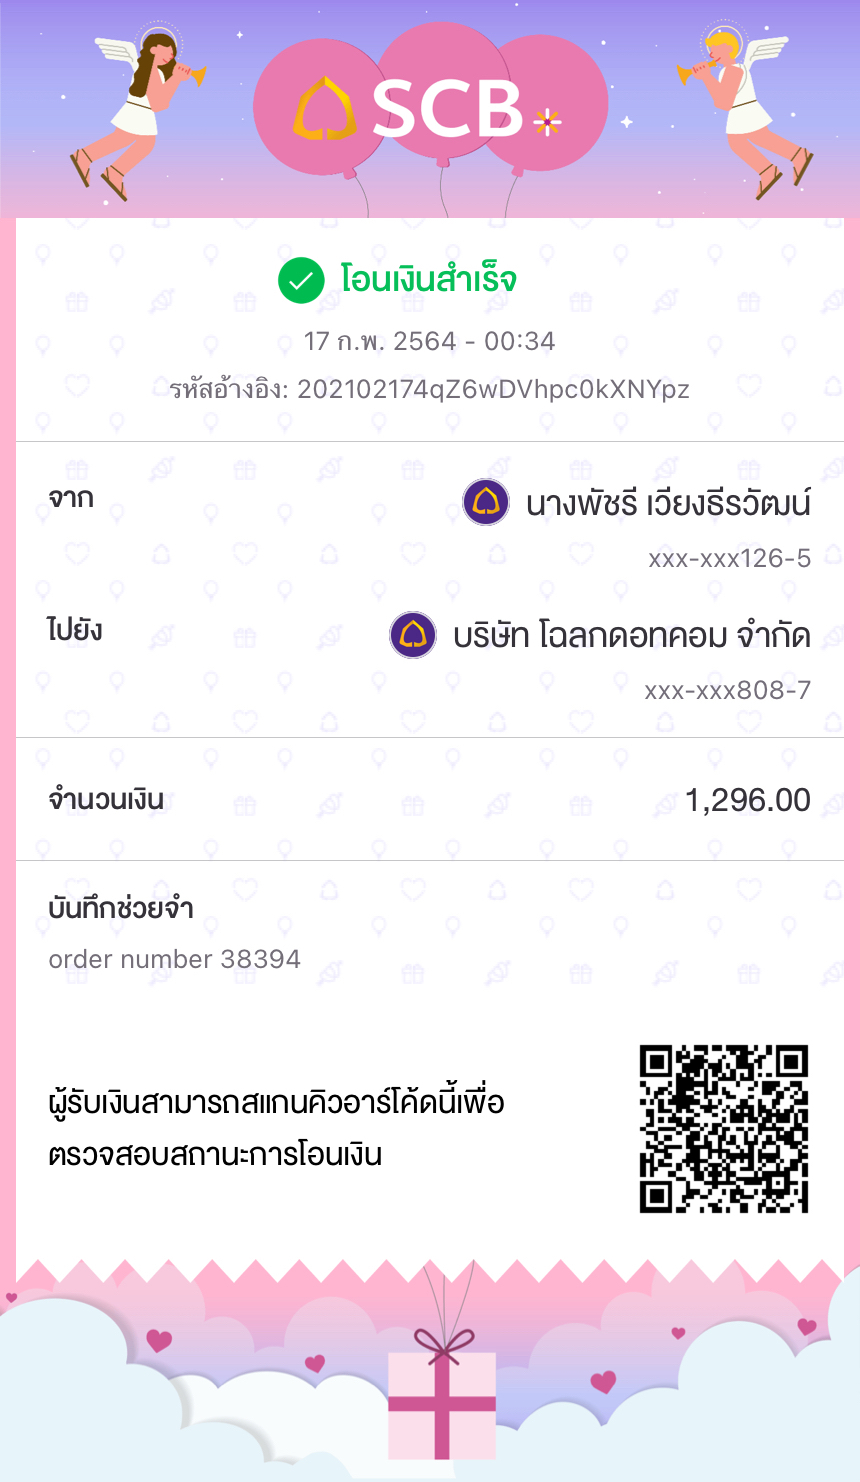 SCB
โอนเงินสำเร็จ
17 ก.พ. 2564 - 00:34
รหัสอ้างอิง: 202102174qZ6wDVhpc0kXNYpz
จาก
นางพัชรี เวียงธีรวัฒน์
xxx-xxx126-5
ไปยัง
บริษัท โฉลกดอทคอม จำกัด
xxx-xxx808-7
จำนวนเงิน
1,296.00
บันทึกช่วยจำ
order number 38394
ผู้รับเงินสามารถสแกนคิวอาร์โค้ดนี้เพื่อ
ตรวจสอบสถานะการโอนเงิน